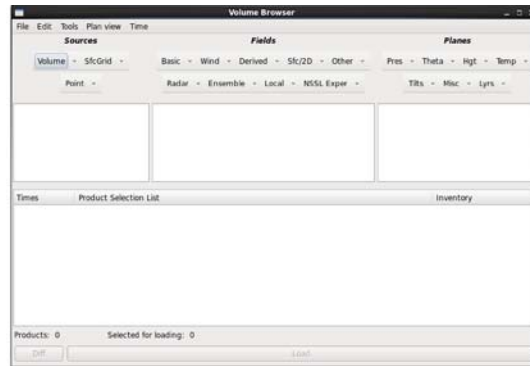 Volume Browser
File Edit Tools Plan view Time
Sources Fields Planes
Volume SfcGrid Basic Wind Derived Sfc/2D Other Pres Theta Hgt Temp
Point Radar Ensemble Local NSSL Exper Tilts Misc Lyrs
Times Product Selection List Inventory
Products: 0 Selected for loading: 0
Diff Load